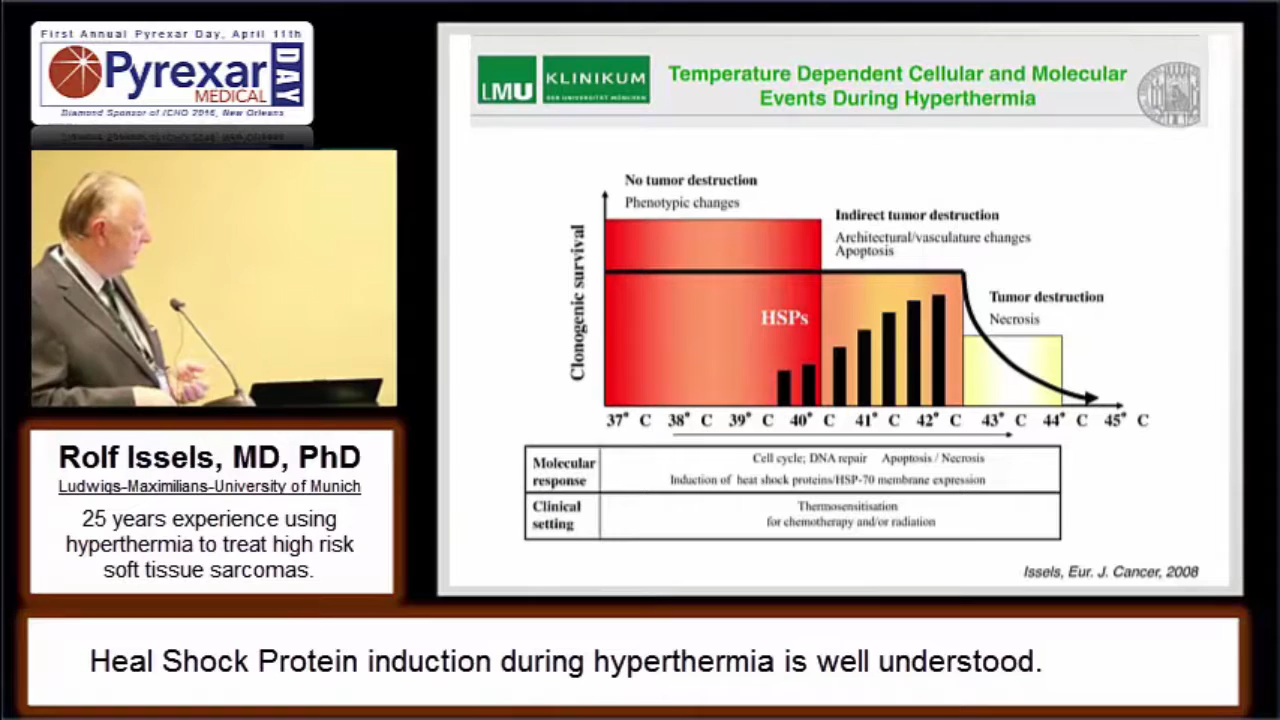 First Annual Pyrexar Day, April 11th
Pyrexar
MEDICAL
DAY
Diamond Sponsor of ICHO 2016, New Orleans
LMU
KLINIKUM
DER UNIVERSITÄT MÜNCHEN
Temperature Dependent Cellular and Molecular
Events During Hyperthermia
No tumor destruction
Phenotypic changes
Indirect tumor destruction
Architectural/vasculature changes
Apoptosis
Tumor destruction
Necrosis
Clonogenic survival
HSPs
37° C 38° C 39° C 40° C 41° C 42° C 43° C 44° C 45° C
Molecular
response
Cell cycle; DNA repair Apoptosis / Necrosis
Induction of heat shock proteins/HSP-70 membrane expression
Clinical
setting
Thermosensitisation
for chemotherapy and/or radiation
Issels, Eur. J. Cancer, 2008
Rolf Issels, MD, PhD
Ludwigs-Maximilians-University of Munich
25 years experience using
hyperthermia to treat high risk
soft tissue sarcomas.
Heal Shock Protein induction during hyperthermia is well understood.